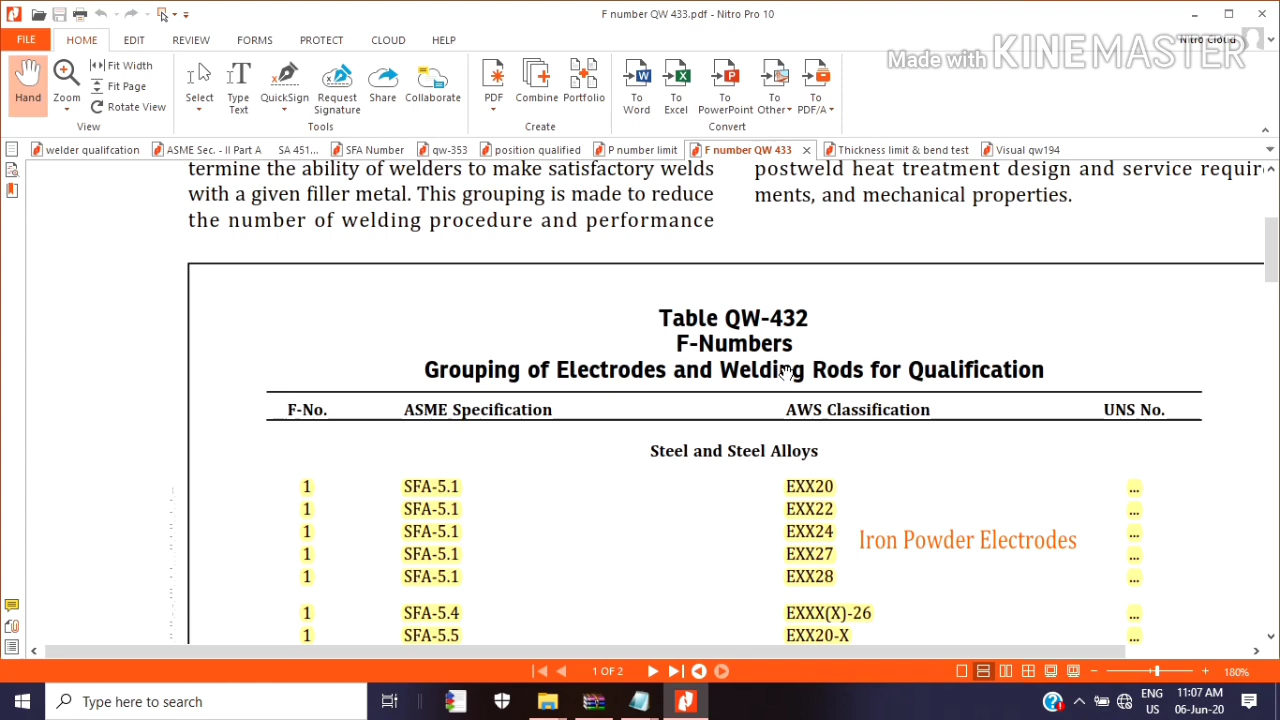 F number QW 433.pdf - Nitro Pro 10
FILE HOME EDIT REVIEW FORMS PROTECT CLOUD HELP
Nitro Cloud
Made with KINEMASTER
Hand Zoom Fit Width Fit Page Rotate View
Select Type Text QuickSign Request Signature Share Collaborate
PDF Combine Portfolio
To Word To Excel To PowerPoint To Other To PDF/A
View Tools Create Convert
welder qualifcation ASME Sec. - II Part A SA 451... SFA Number qw-353 position qualified P number limit F number QW 433 Thickness limit & bend test Visual qw194
termine the ability of welders to make satisfactory welds
with a given filler metal. This grouping is made to reduce
the number of welding procedure and performance
postweld heat treatment design and service requir
ments, and mechanical properties.
Table QW-432
F-Numbers
Grouping of Electrodes and Welding Rods for Qualification
F-No. ASME Specification AWS Classification UNS No.
Steel and Steel Alloys
1 SFA-5.1 EXX20 ...
1 SFA-5.1 EXX22 ...
1 SFA-5.1 EXX24 ...
Iron Powder Electrodes
1 SFA-5.1 EXX27 ...
1 SFA-5.1 EXX28 ...
1 SFA-5.4 EXXX(X)-26 ...
1 SFA-5.5 EXX20-X ...
1 OF 2
180%
Type here to search
ENG
US
11:07 AM
06-Jun-20